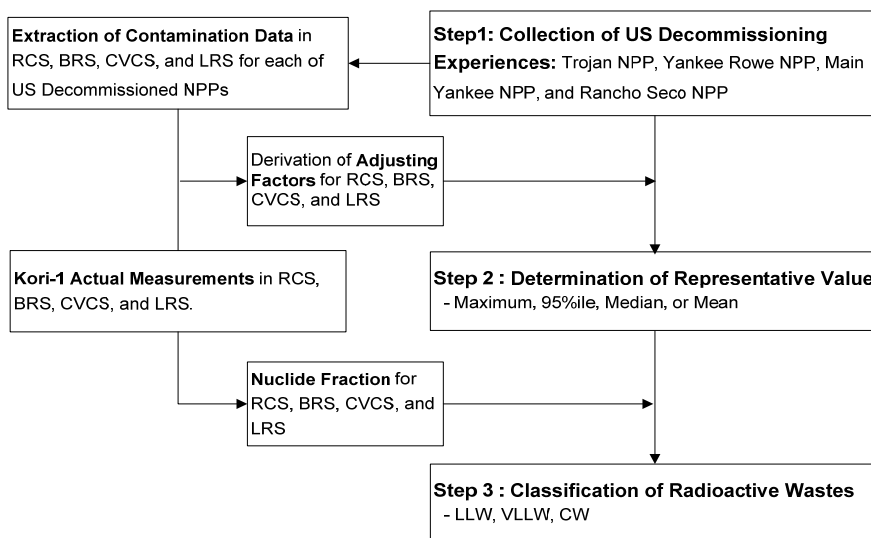 Extraction of Contamination Data in
RCS, BRS, CVCS, and LRS for each of
US Decommissioned NPPs
Step1: Collection of US Decommissioning
Experiences: Trojan NPP, Yankee Rowe NPP, Main
Yankee NPP, and Rancho Seco NPP
Derivation of Adjusting
Factors for RCS, BRS,
CVCS, and LRS
Kori-1 Actual Measurements in RCS,
BRS, CVCS, and LRS.
Step 2 : Determination of Representative Value
- Maximum, 95%ile, Median, or Mean
Nuclide Fraction for
RCS, BRS, CVCS, and
LRS
Step 3 : Classification of Radioactive Wastes
- LLW, VLLW, CW